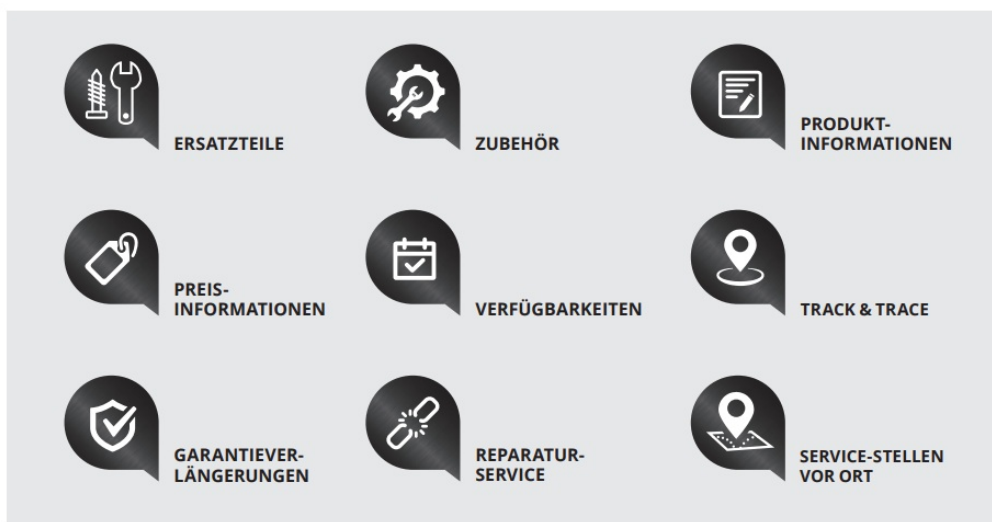 ERSATZTEILE
ZUBEHÖR
PRODUKT-
INFORMATIONEN
PREIS-
INFORMATIONEN
VERFÜGBARKEITEN
TRACK & TRACE
GARANTIEVER-
LÄNGERUNGEN
REPARATUR-
SERVICE
SERVICE-STELLEN
VOR ORT